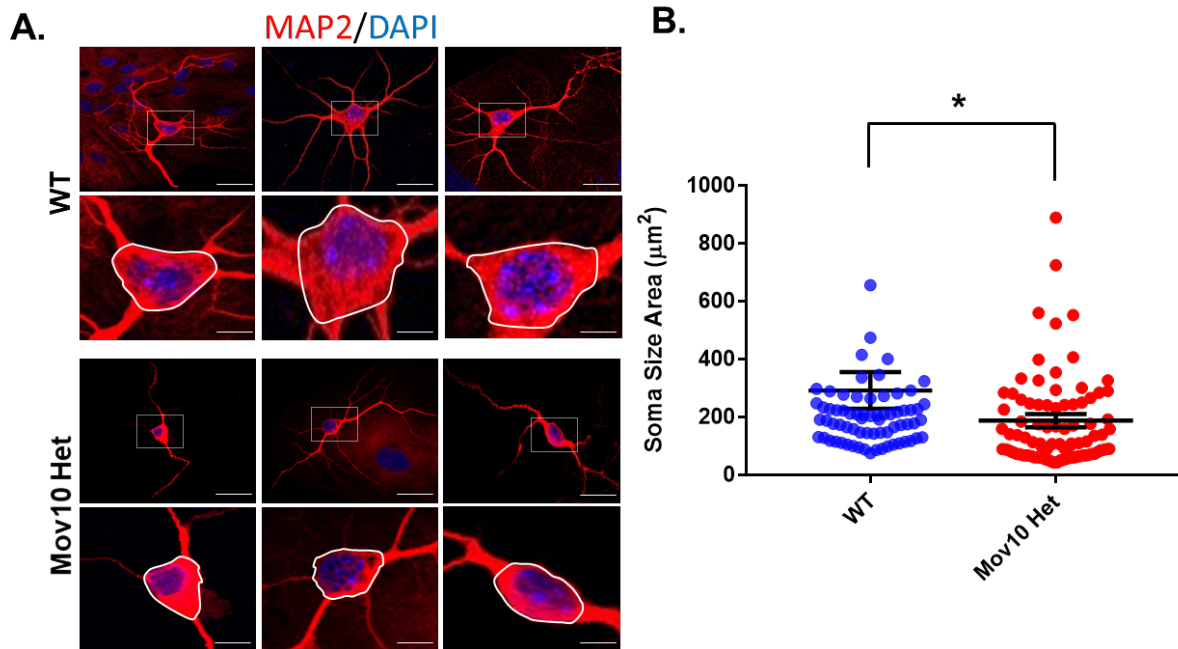 A.
MAP2/DAPI
WT
Mov10 Het
B.
*
Soma Size Area (μm²)
1000
800
600
400
200
0
WT
Mov10 Het